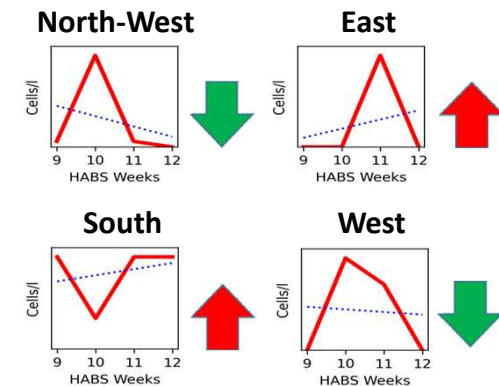 North-West
Cells/l
9 10 11 12
HABS Weeks
East
Cells/l
9 10 11 12
HABS Weeks
South
Cells/l
9 10 11 12
HABS Weeks
West
Cells/l
9 10 11 12
HABS Weeks